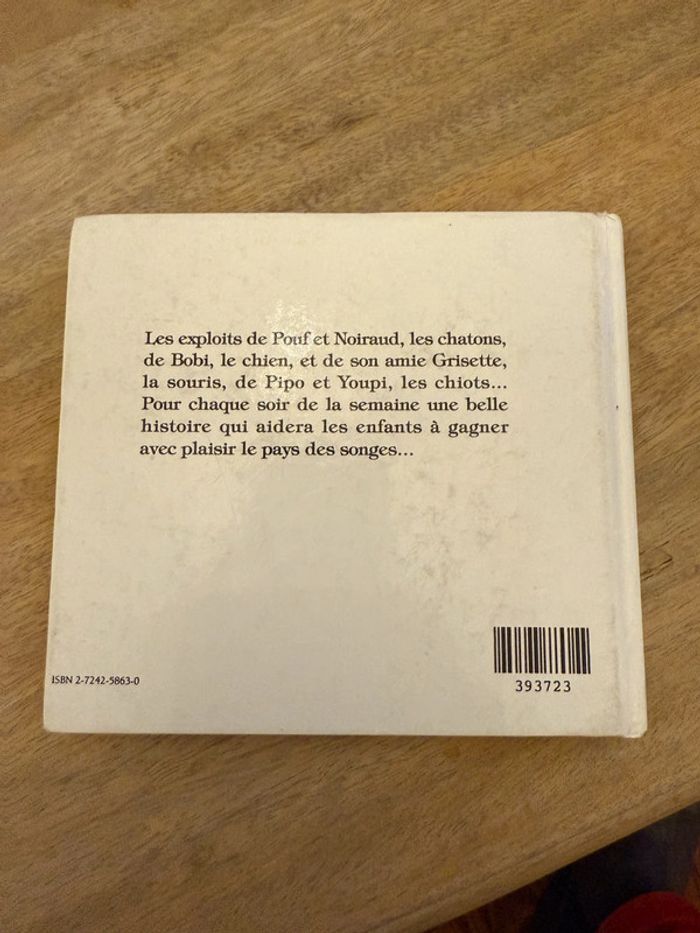 Les exploits de Pouf et Noiraud, les chatons,
de Bobi, le chien, et de son amie Grisette,
la souris, de Pipo et Youpi, les chiots...
Pour chaque soir de la semaine une belle
histoire qui aidera les enfants à gagner
avec plaisir le pays des songes...
ISBN 2-7242-5863-0
393723